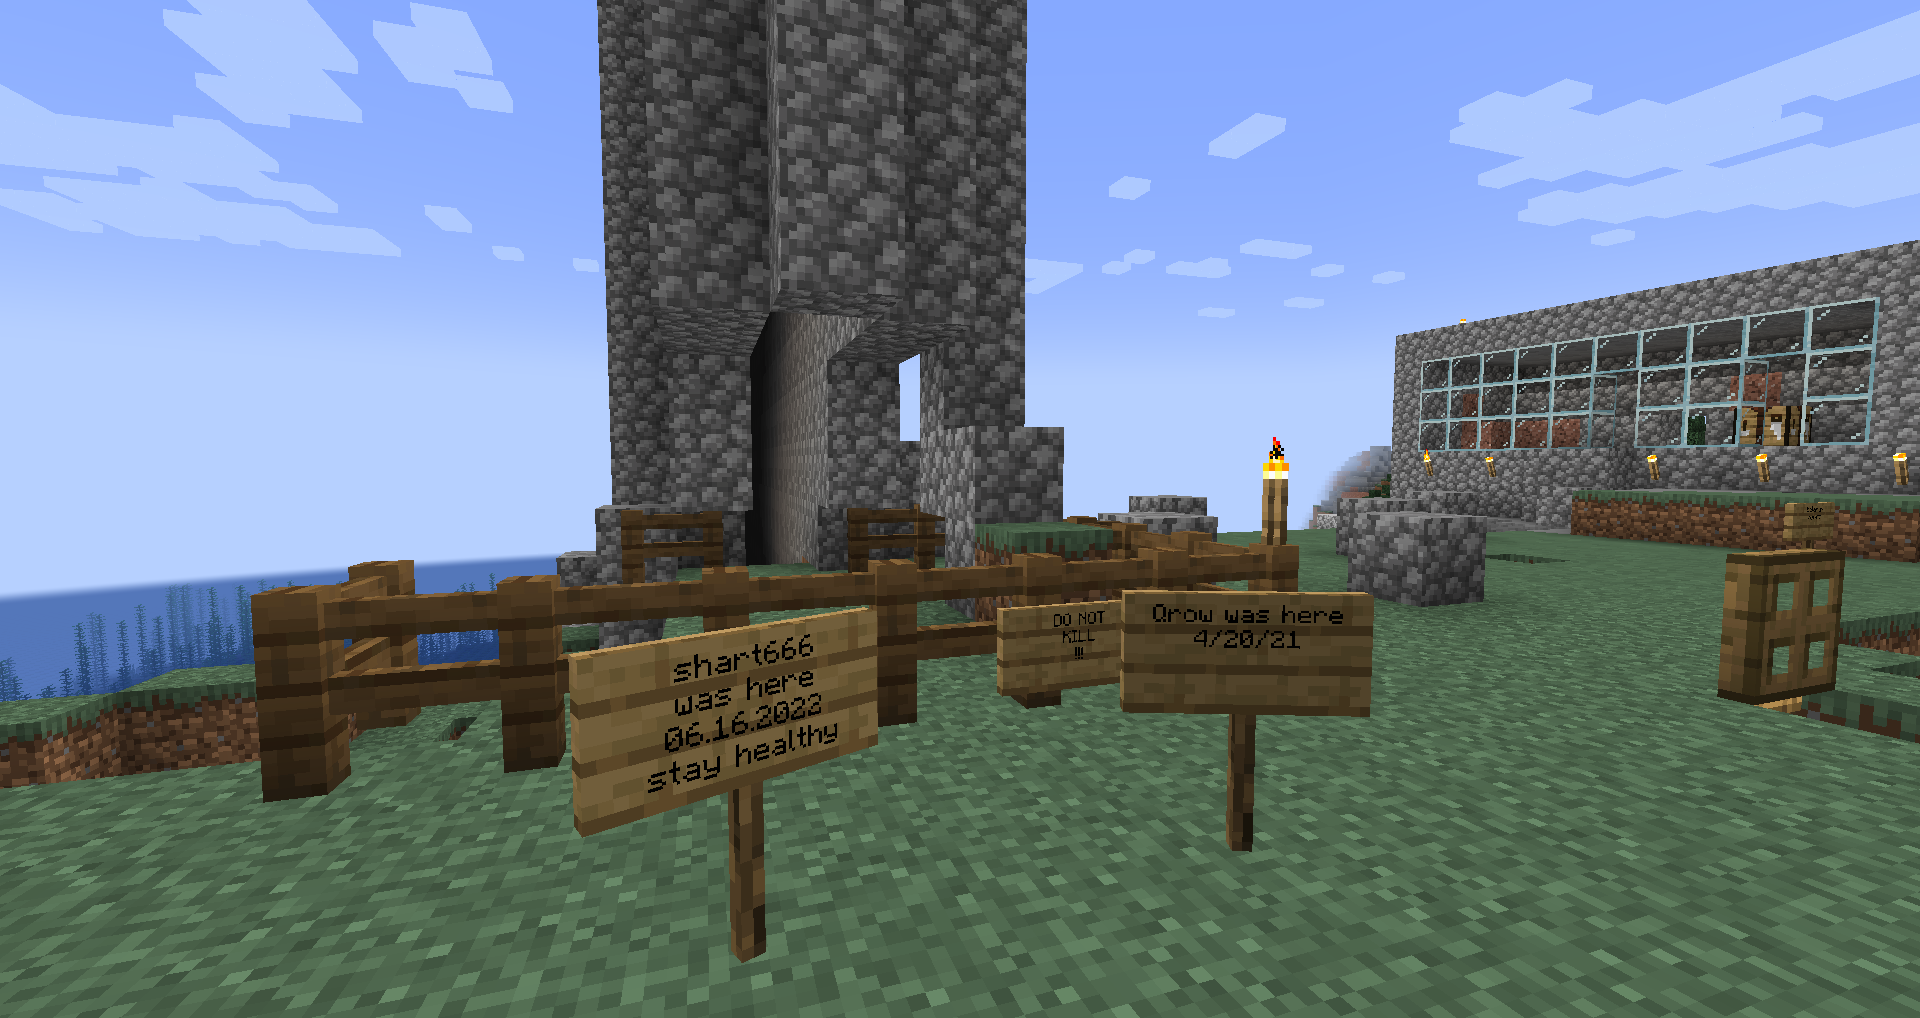 shart666
was here
06.16.2022
stay healthy
DO NOT
KILL
!!!
Qrow was here
4/20/21